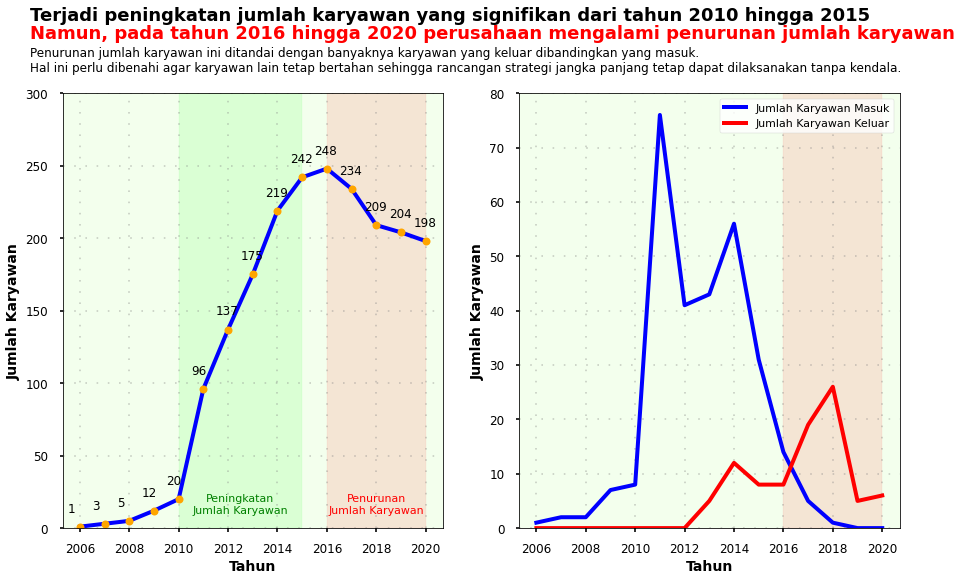 Terjadi peningkatan jumlah karyawan yang signifikan dari tahun 2010 hingga 2015
Namun, pada tahun 2016 hingga 2020 perusahaan mengalami penurunan jumlah karyawan
Penurunan jumlah karyawan ini ditandai dengan banyaknya karyawan yang keluar dibandingkan yang masuk.
Hal ini perlu dibenahi agar karyawan lain tetap bertahan sehingga rancangan strategi jangka panjang tetap dapat dilaksanakan tanpa kendala.
Jumlah Karyawan
300
250
200
150
100
50
0
1
3
5
12
20
96
137
175
219
242
248
234
209
204
198
Peningkatan
Jumlah Karyawan
Penurunan
Jumlah Karyawan
2006 2008 2010 2012 2014 2016 2018 2020
Tahun
Jumlah Karyawan
80
70
60
50
40
30
20
10
0
Jumlah Karyawan Masuk
Jumlah Karyawan Keluar
2006 2008 2010 2012 2014 2016 2018 2020
Tahun